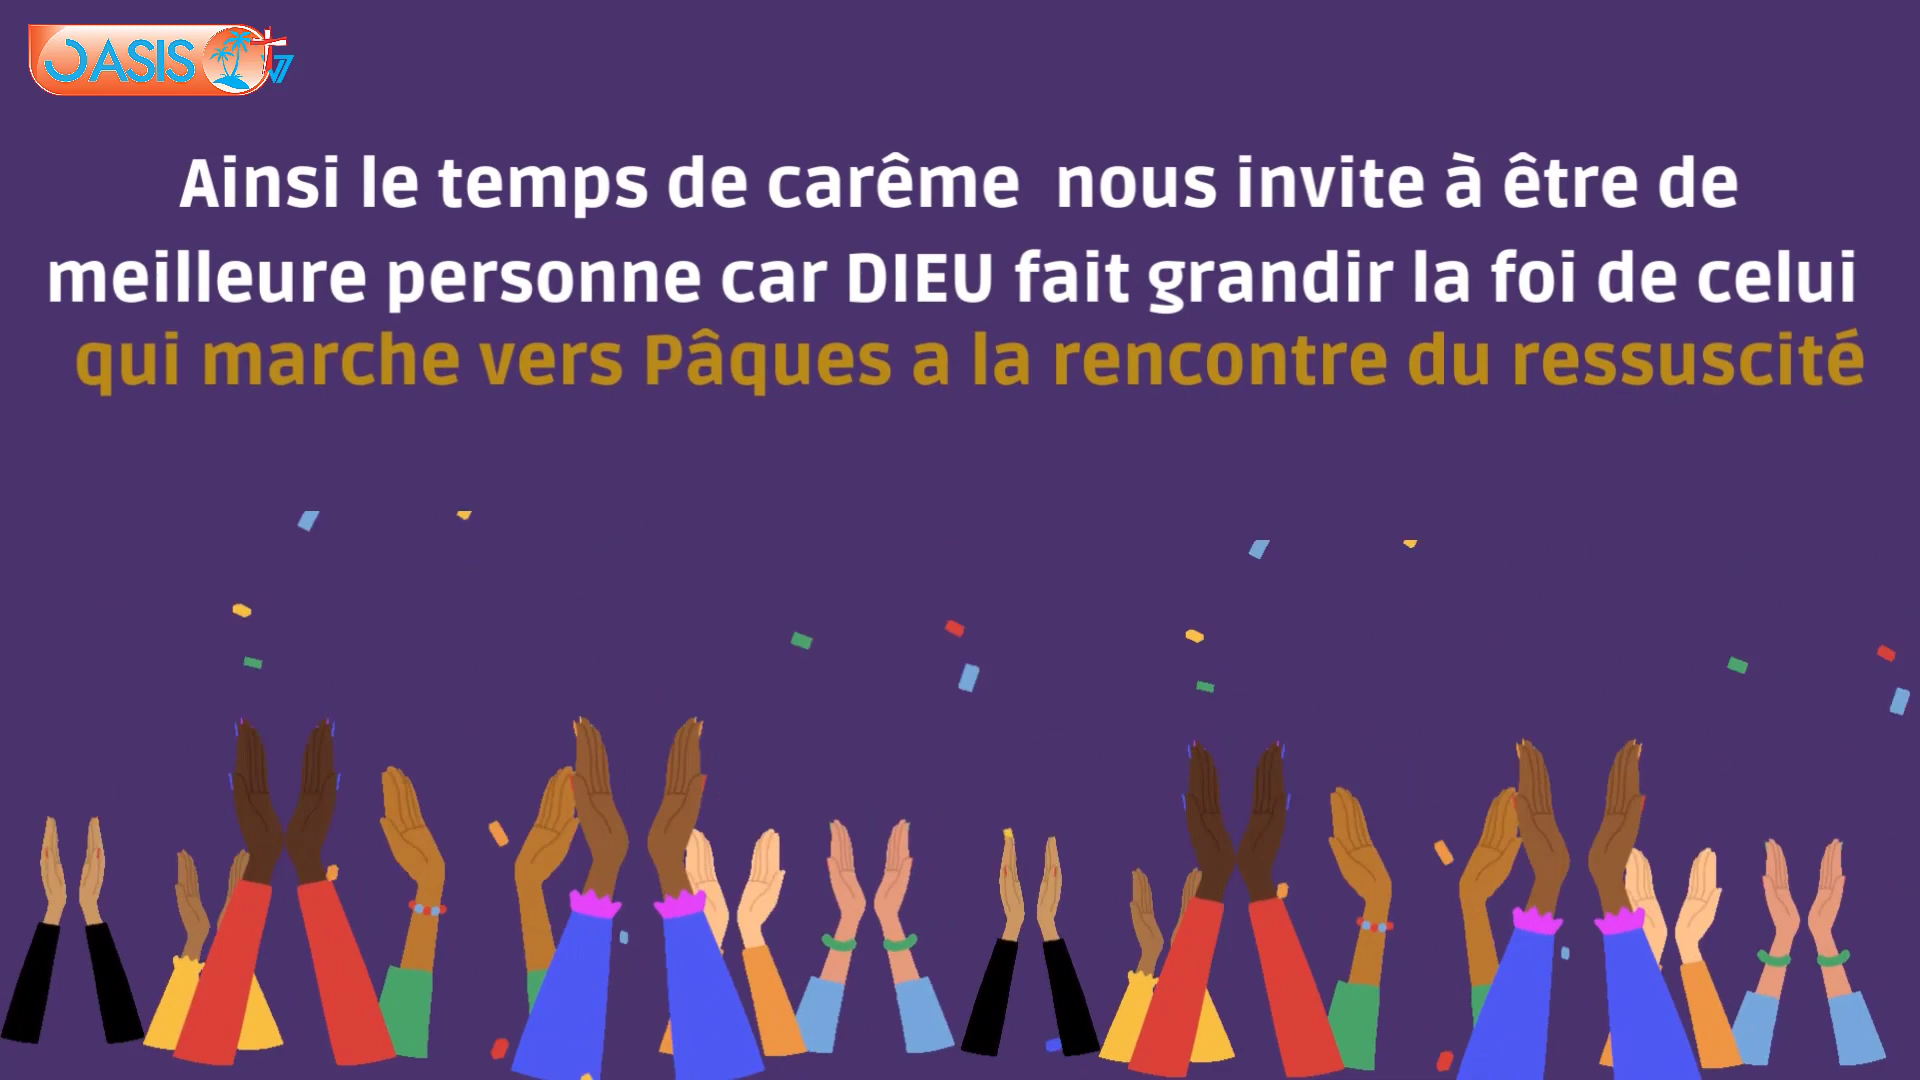 OASIS tv
Ainsi le temps de carême nous invite à être de
meilleure personne car DIEU fait grandir la foi de celui
qui marche vers Pâques a la rencontre du ressuscité